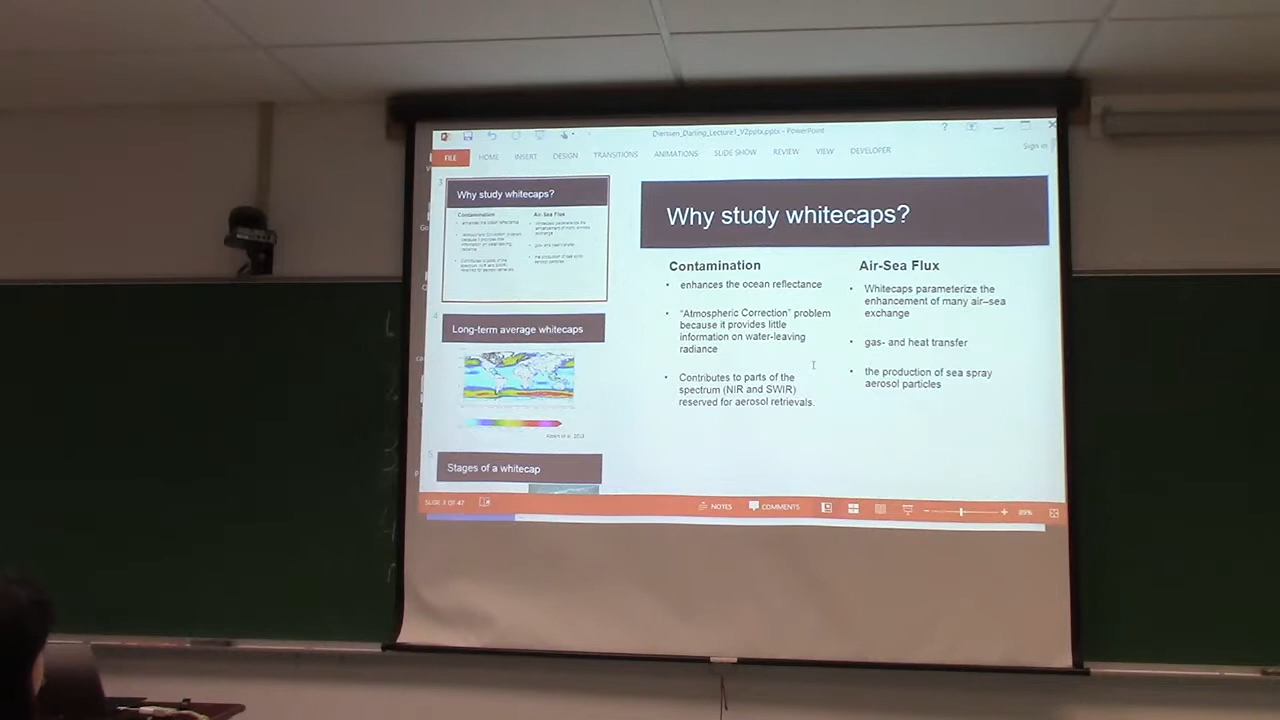 Dierssen_Darling_Lecture1_V2pptx.pptx - PowerPoint
?
Sign in
FILE HOME INSERT DESIGN TRANSITIONS ANIMATIONS SLIDE SHOW REVIEW VIEW DEVELOPER
3
Why study whitecaps?
Contamination
Air-Sea Flux
4
Long-term average whitecaps
5
Stages of a whitecap
Why study whitecaps?
Contamination
• enhances the ocean reflectance
• “Atmospheric Correction” problem
because it provides little
information on water-leaving
radiance
• Contributes to parts of the
spectrum (NIR and SWIR)
reserved for aerosol retrievals.
Air-Sea Flux
• Whitecaps parameterize the
enhancement of many air–sea
exchange
• gas- and heat transfer
• the production of sea spray
aerosol particles
SLIDE 3 OF 47
NOTES COMMENTS
89%